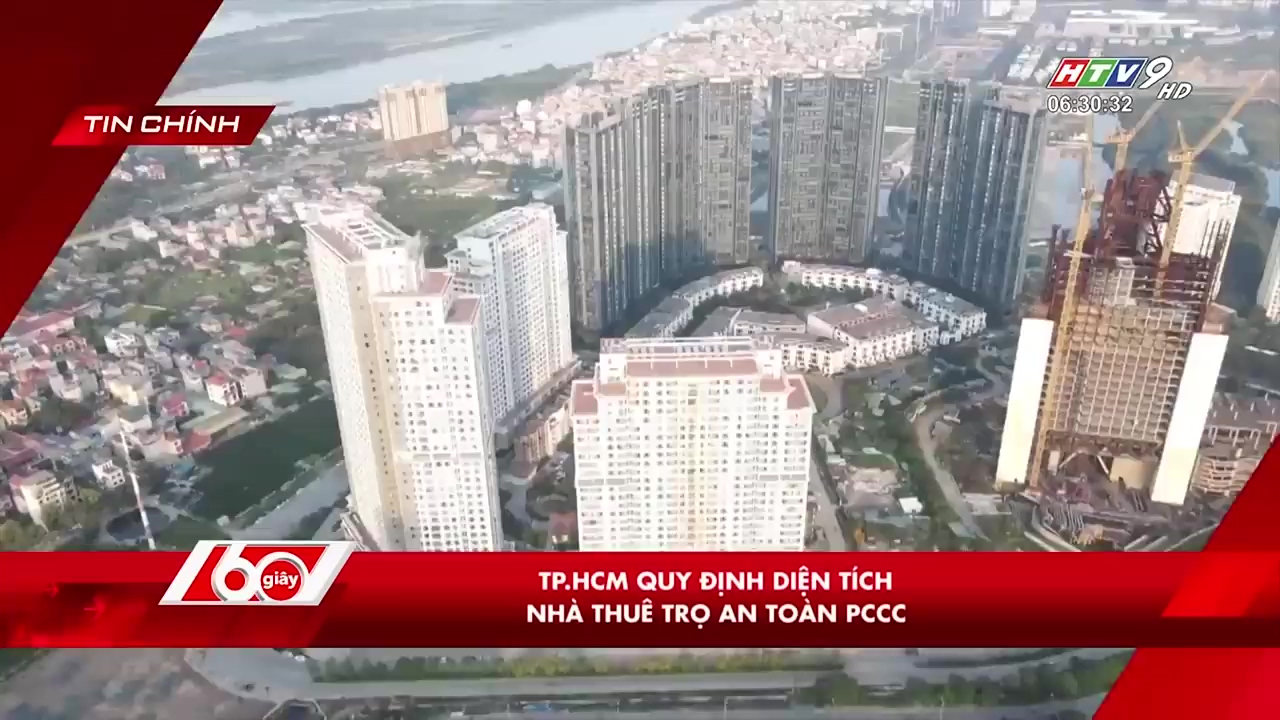 HTV9
HD
06:30:32
TIN CHÍNH
60 giây
TP.HCM QUY ĐỊNH DIỆN TÍCH
NHÀ THUÊ TRỌ AN TOÀN PCCC